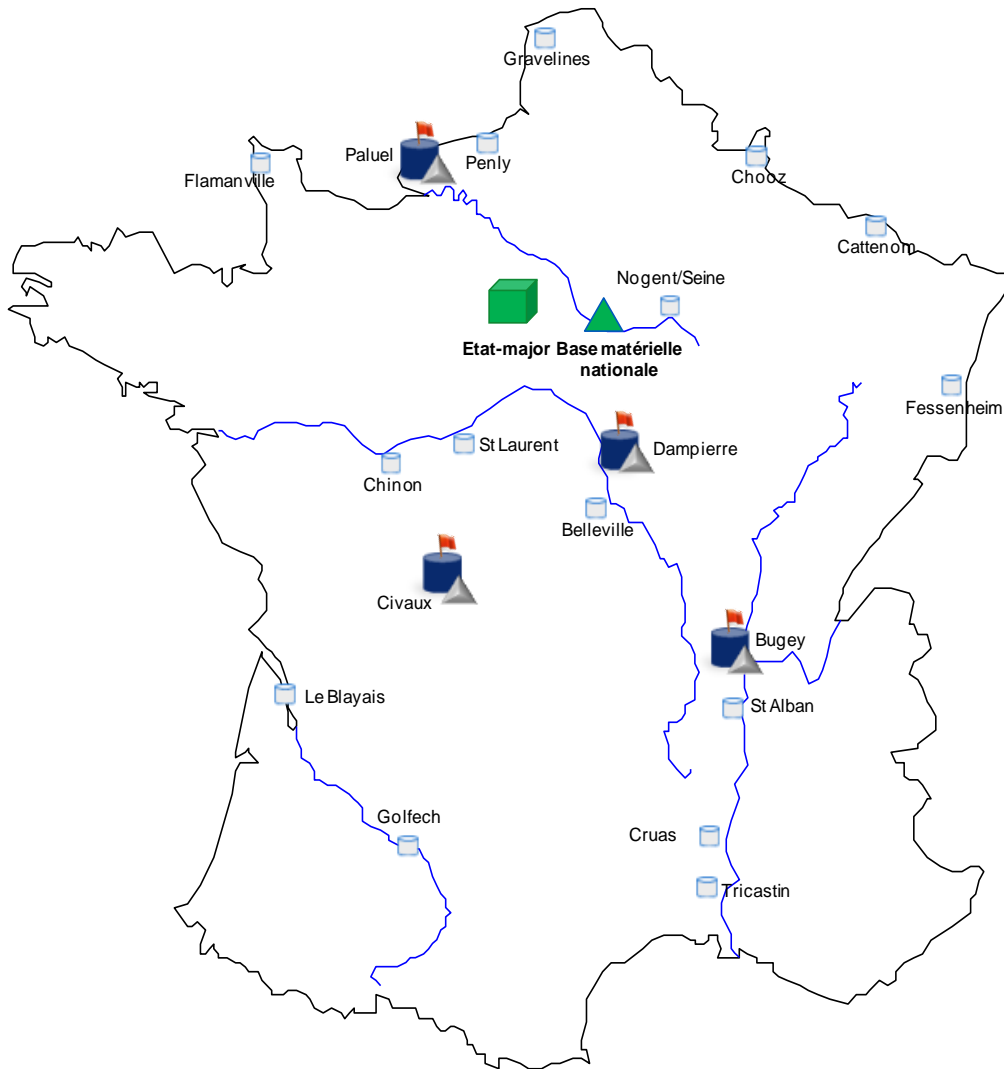 Gravelines
Paluel
Penly
Flamanville
Chooz
Cattenom
Nogent/Seine
Etat-major
Base matérielle
nationale
Fessenheim
St Laurent
Dampierre
Chinon
Belleville
Civaux
Bugey
Le Blayais
St Alban
Golfech
Cruas
Tricastin